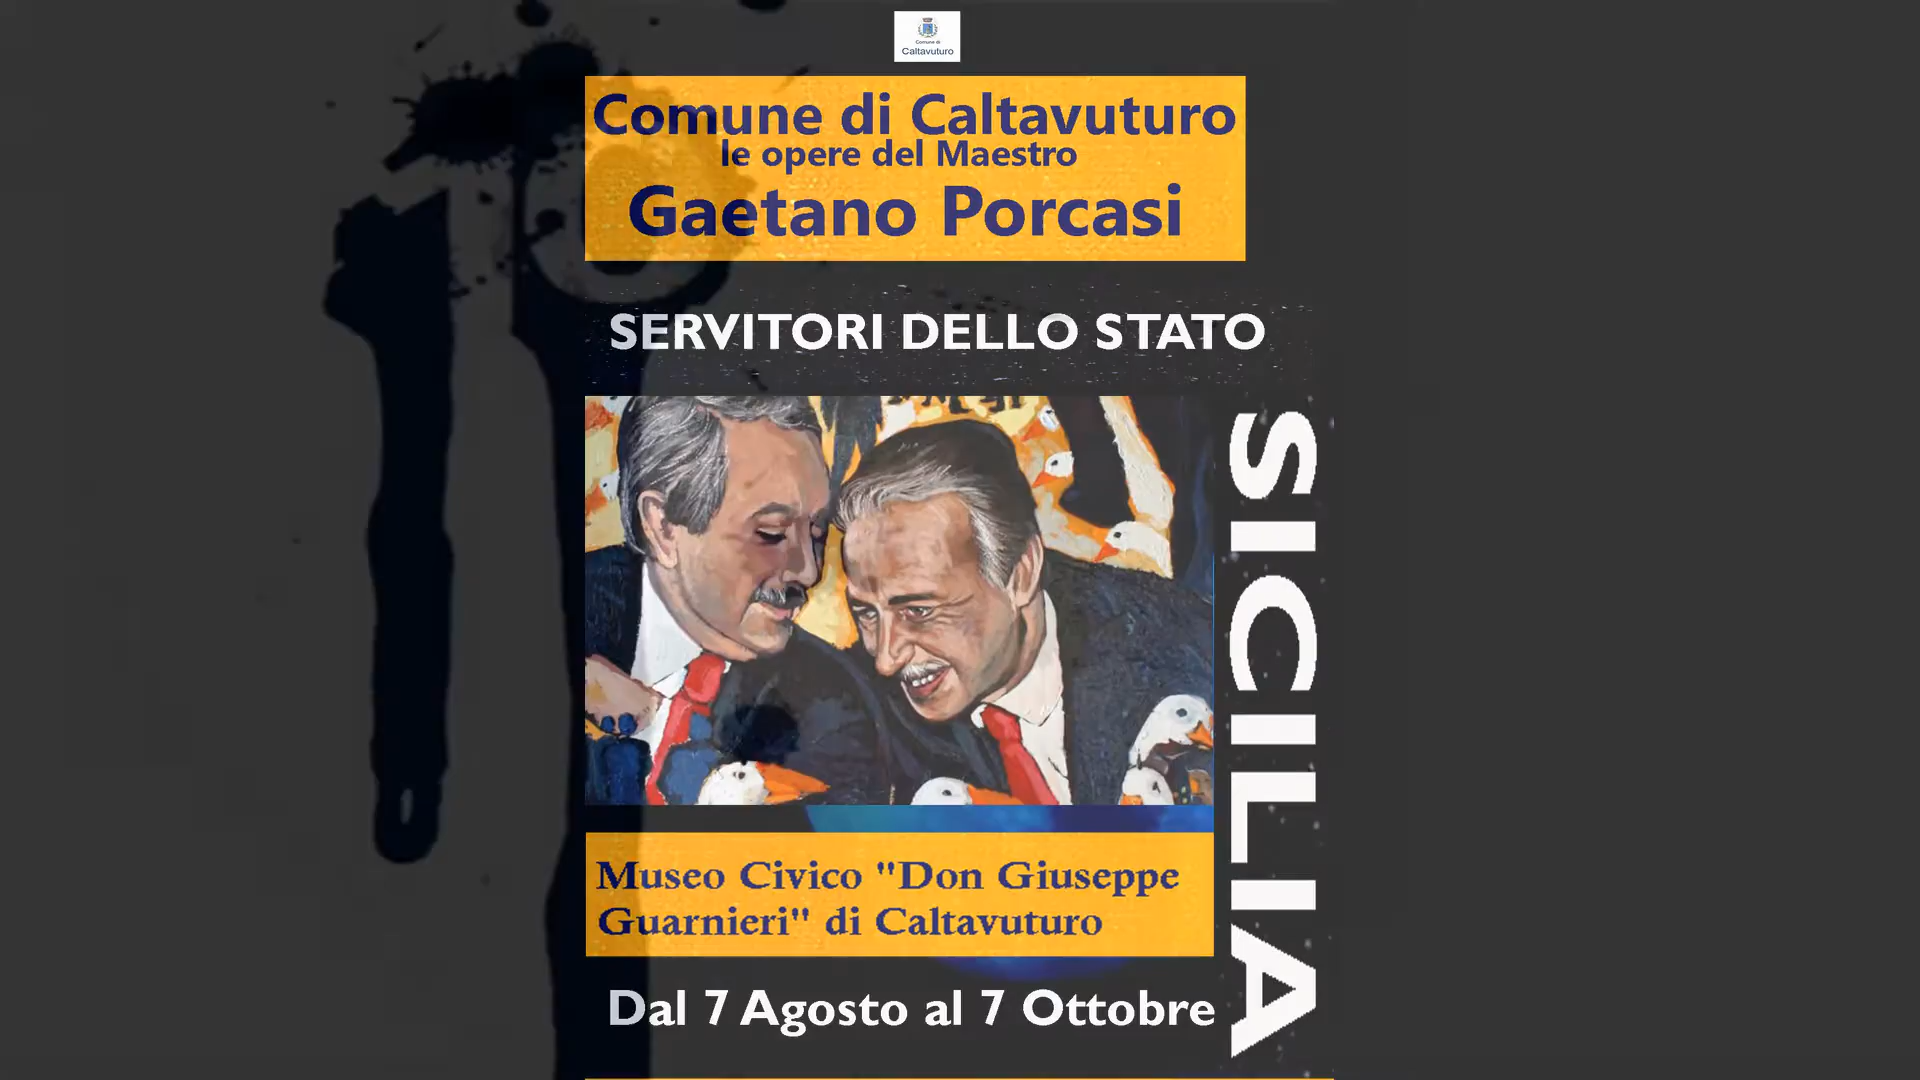 Comune di
Caltavuturo
Comune di Caltavuturo
le opere del Maestro
Gaetano Porcasi
SERVITORI DELLO STATO
SICILIA
Museo Civico "Don Giuseppe
Guarnieri" di Caltavuturo
Dal 7 Agosto al 7 Ottobre